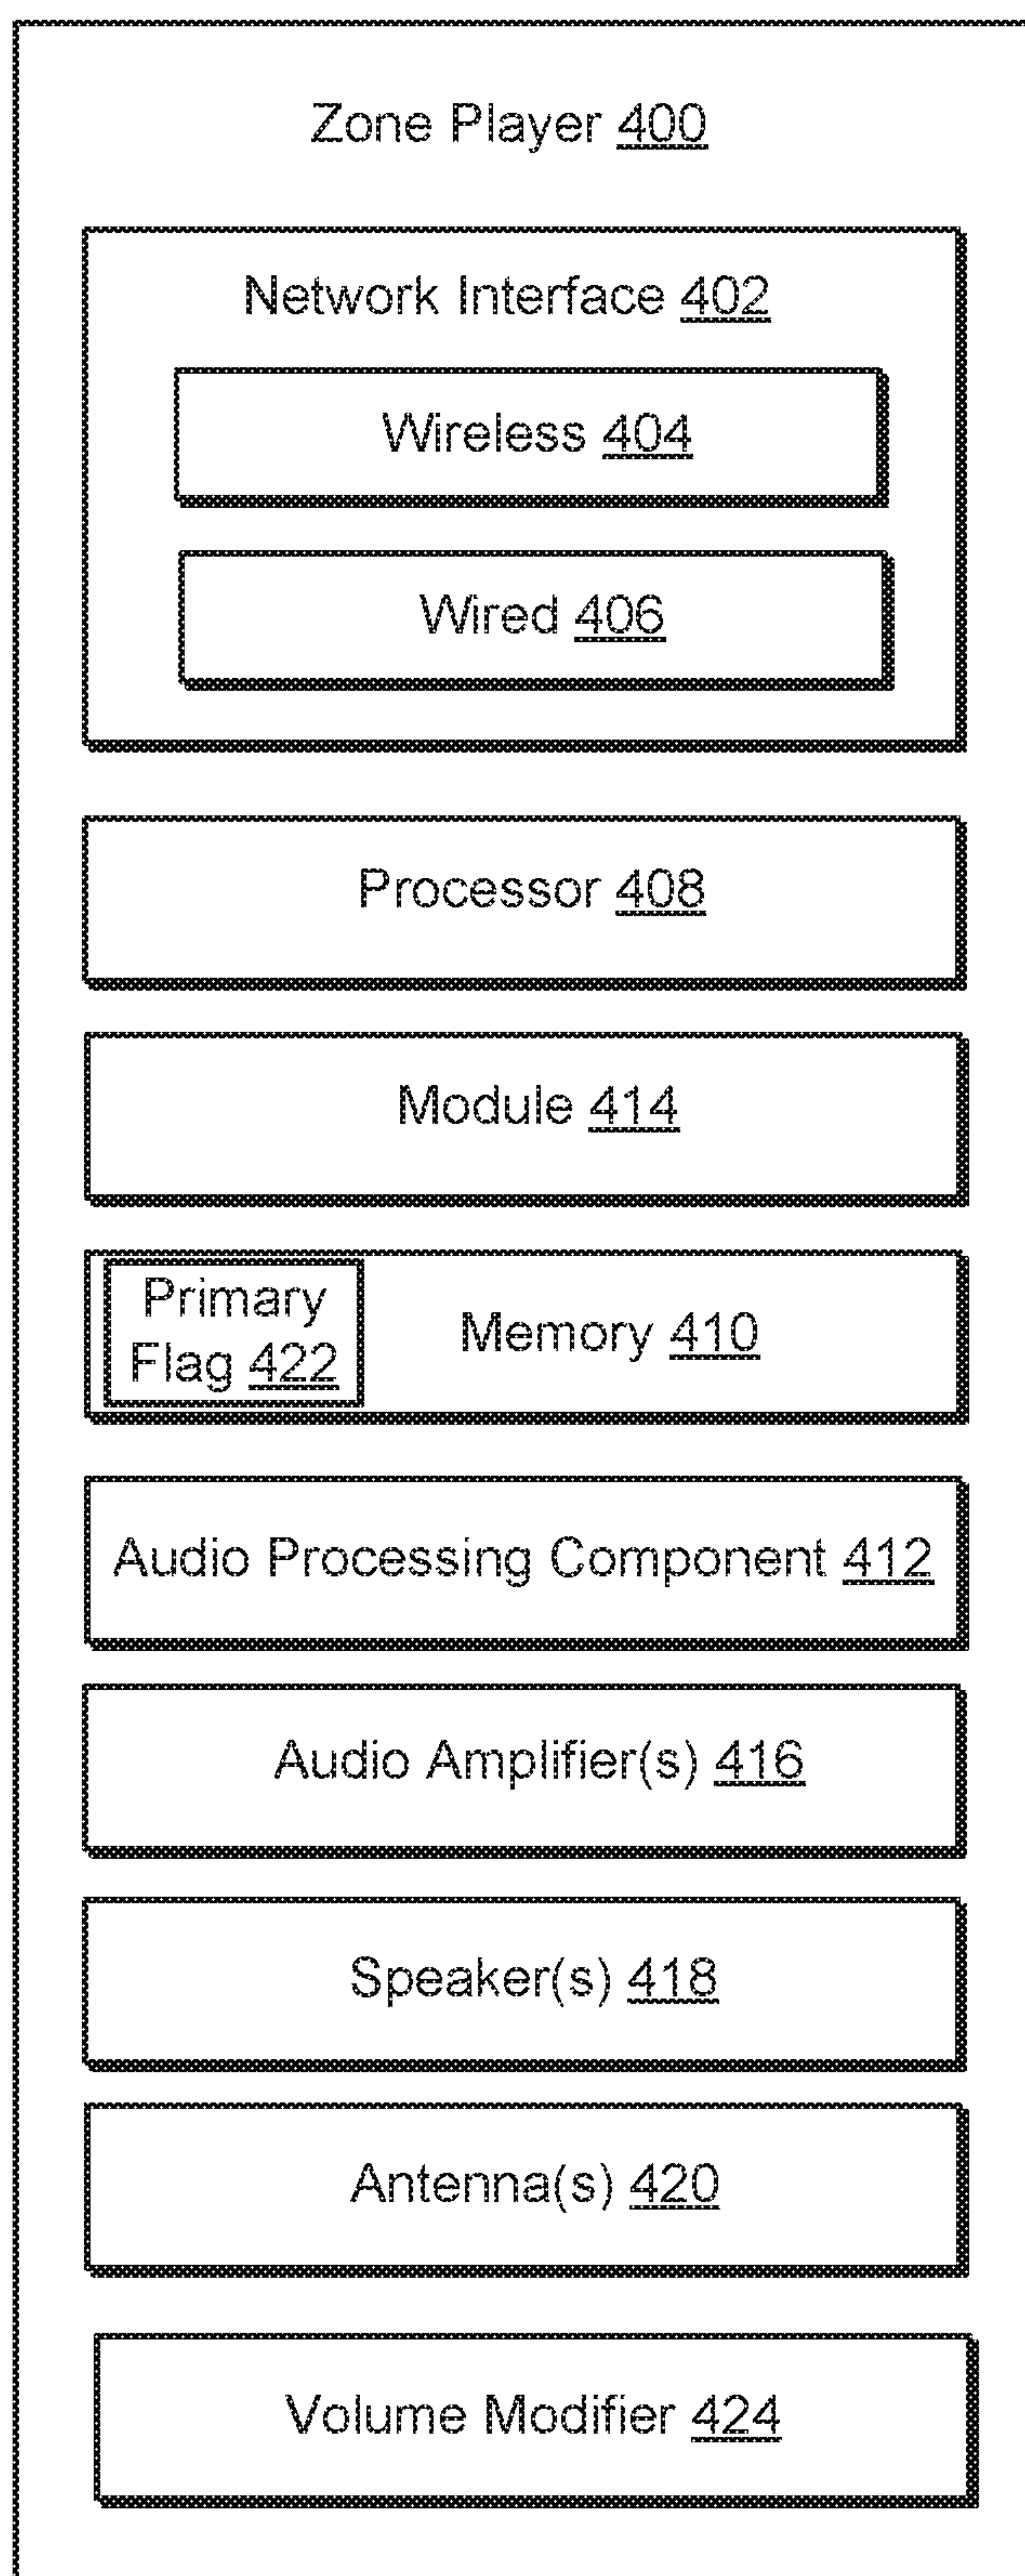 Zone Player 400
Network Interface 402
Wireless 404
Wired 406
Processor 408
Module 414
Primary
Flag 422
Memory 410
Audio Processing Component 412
Audio Amplifier(s) 416
Speaker(s) 418
Antenna(s) 420
Volume Modifier 424